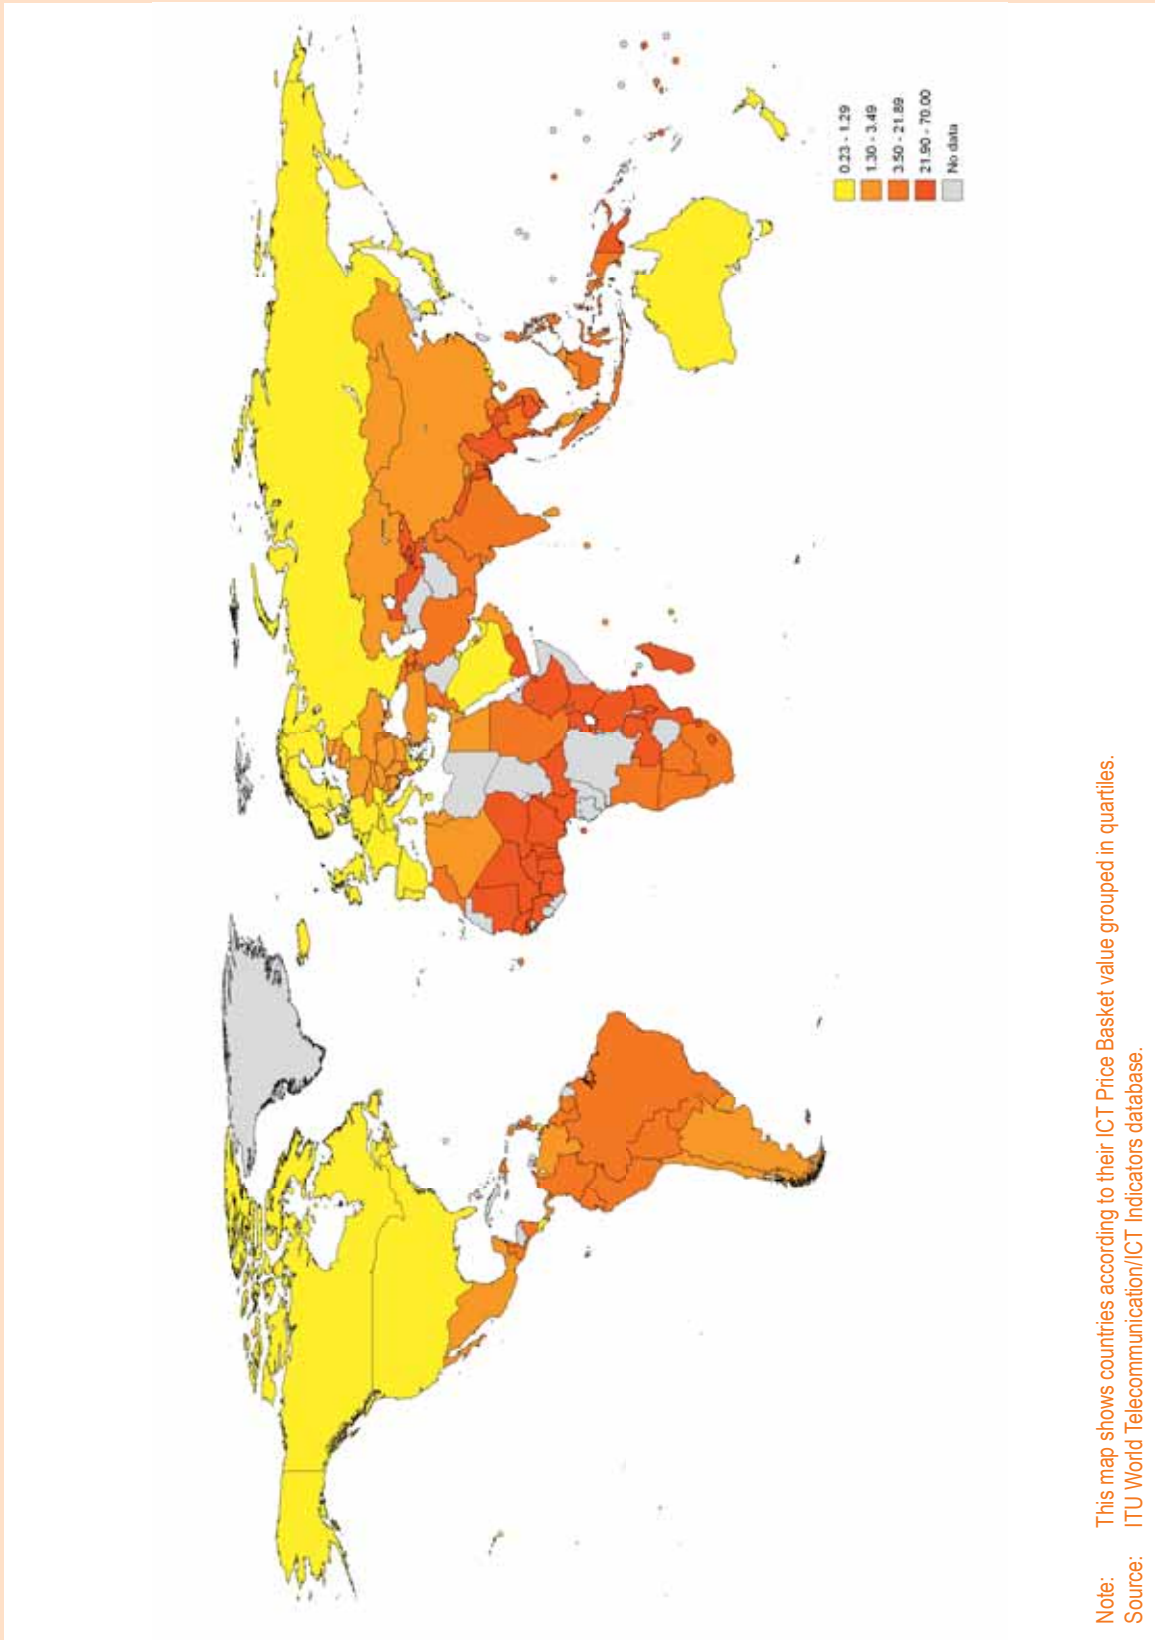 0.23 - 1.29
1.30 - 3.49
3.50 - 21.89
21.90 - 70.00
No data
Note: This map shows countries according to their ICT Price Basket value grouped in quartiles.
Source: ITU World Telecommunication/ICT Indicators database.